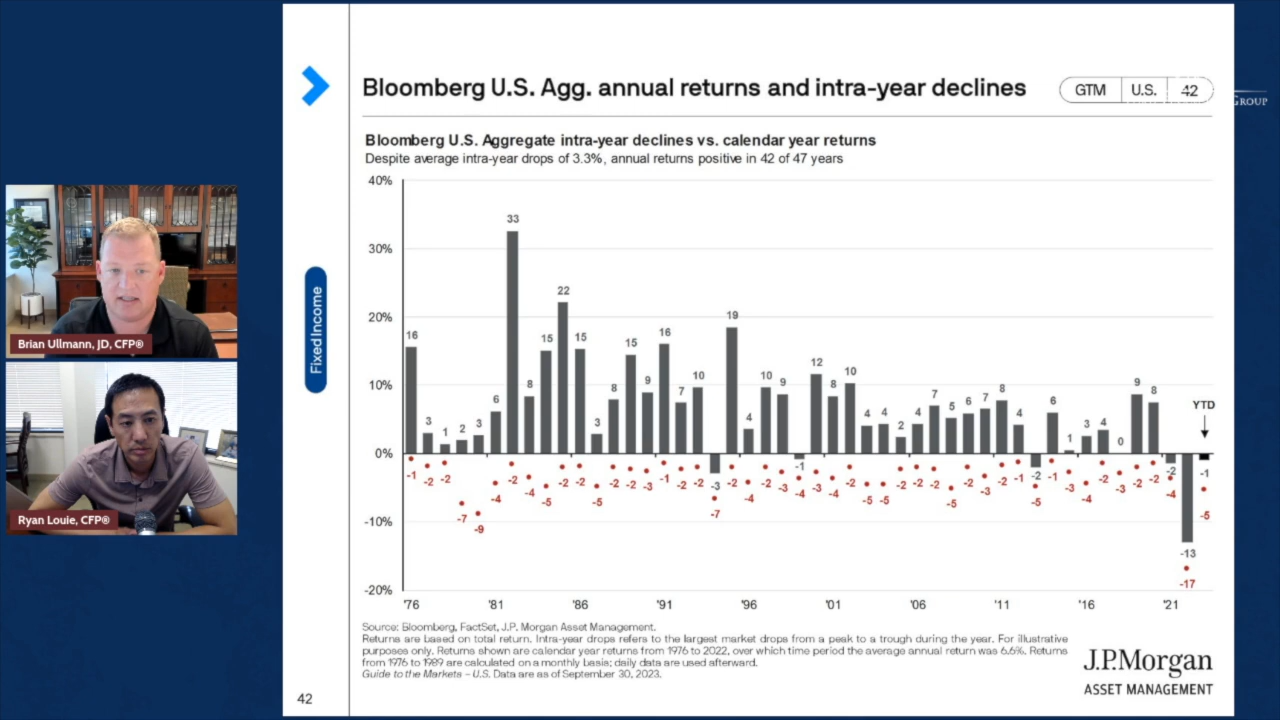 Bloomberg U.S. Agg. annual returns and intra-year declines
GTM U.S. 42
GROUP
Bloomberg U.S. Aggregate intra-year declines vs. calendar year returns
Despite average intra-year drops of 3.3%, annual returns positive in 42 of 47 years
Fixed Income
40%
30%
20%
10%
0%
-10%
-20%
16 3 1 2 3 6 33 8 15 22 15 3 8 15 9 16 7 10 -3 19 4 10 9 -1 12 8 10 4 4 2 4 7 5 6 7 8 4 -2 6 1 3 4 0 9 8 -2 -13 -1
YTD
-1 -2 -2 -7 -9 -4 -2 -4 -5 -2 -2 -5 -2 -2 -3 -1 -2 -2 -7 -2 -4 -2 -3 -4 -3 -4 -2 -5 -5 -2 -2 -2 -5 -2 -3 -2 -1 -5 -1 -3 -4 -2 -3 -2 -2 -4 -17 -5
'76 '81 '86 '91 '96 '01 '06 '11 '16 '21
Brian Ullmann, JD, CFP®
Ryan Louie, CFP®
Source: Bloomberg, FactSet, J.P. Morgan Asset Management.
Returns are based on total return. Intra-year drops refers to the largest market drops from a peak to a trough during the year. For illustrative
purposes only. Returns shown are calendar year returns from 1976 to 2022, over which time period the average annual return was 6.6%. Returns
from 1976 to 1989 are calculated on a monthly basis; daily data are used afterward.
Guide to the Markets – U.S. Data are as of September 30, 2023.
J.P.Morgan
ASSET MANAGEMENT
42